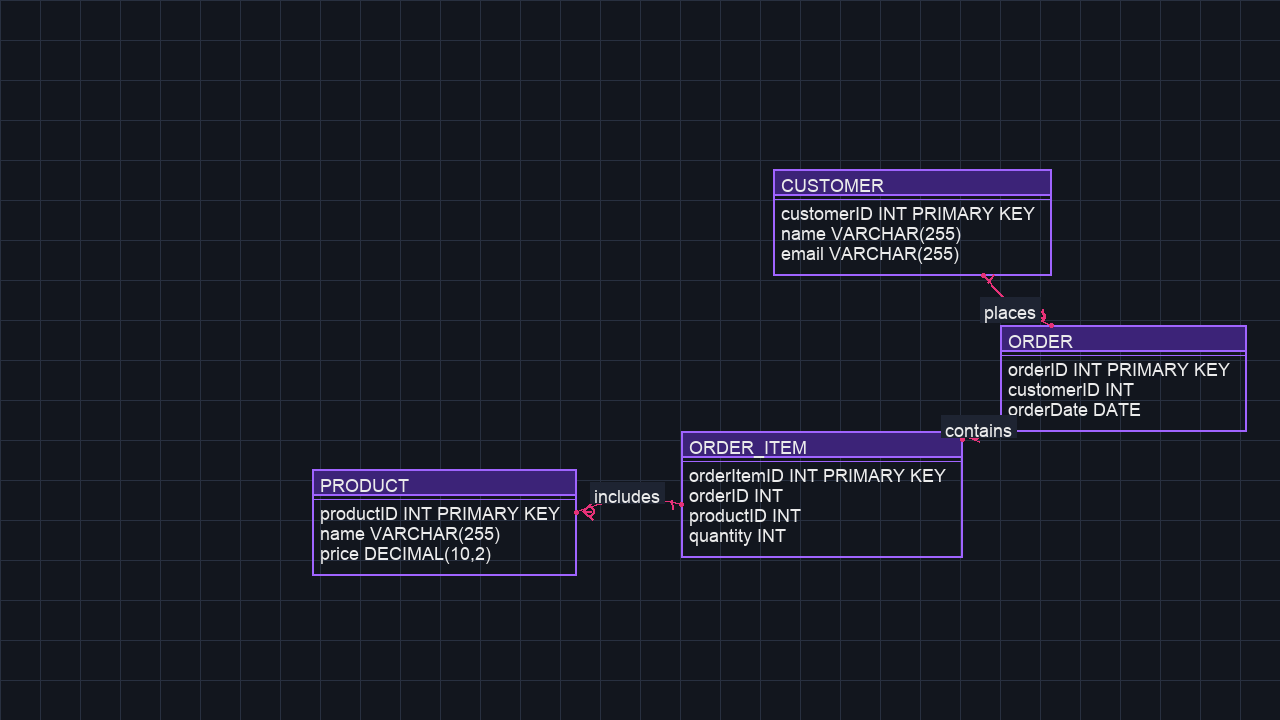 CUSTOMER
customerID INT PRIMARY KEY
name VARCHAR(255)
email VARCHAR(255)
places
ORDER
orderID INT PRIMARY KEY
customerID INT
orderDate DATE
contains
ORDER_ITEM
orderItemID INT PRIMARY KEY
orderID INT
productID INT
quantity INT
includes
PRODUCT
productID INT PRIMARY KEY
name VARCHAR(255)
price DECIMAL(10,2)